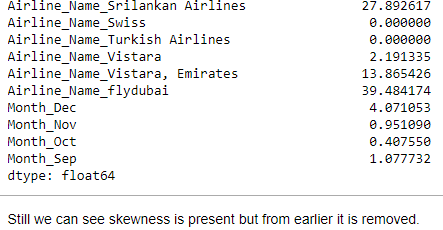 Airline_Name_Srilankan Airlines 27.892617
Airline_Name_Swiss 0.000000
Airline_Name_Turkish Airlines 0.000000
Airline_Name_Vistara 2.191335
Airline_Name_Vistara, Emirates 13.865426
Airline_Name_flydubai 39.484174
Month_Dec 4.071053
Month_Nov 0.951090
Month_Oct 0.407550
Month_Sep 1.077732
dtype: float64
Still we can see skewness is present but from earlier it is removed.